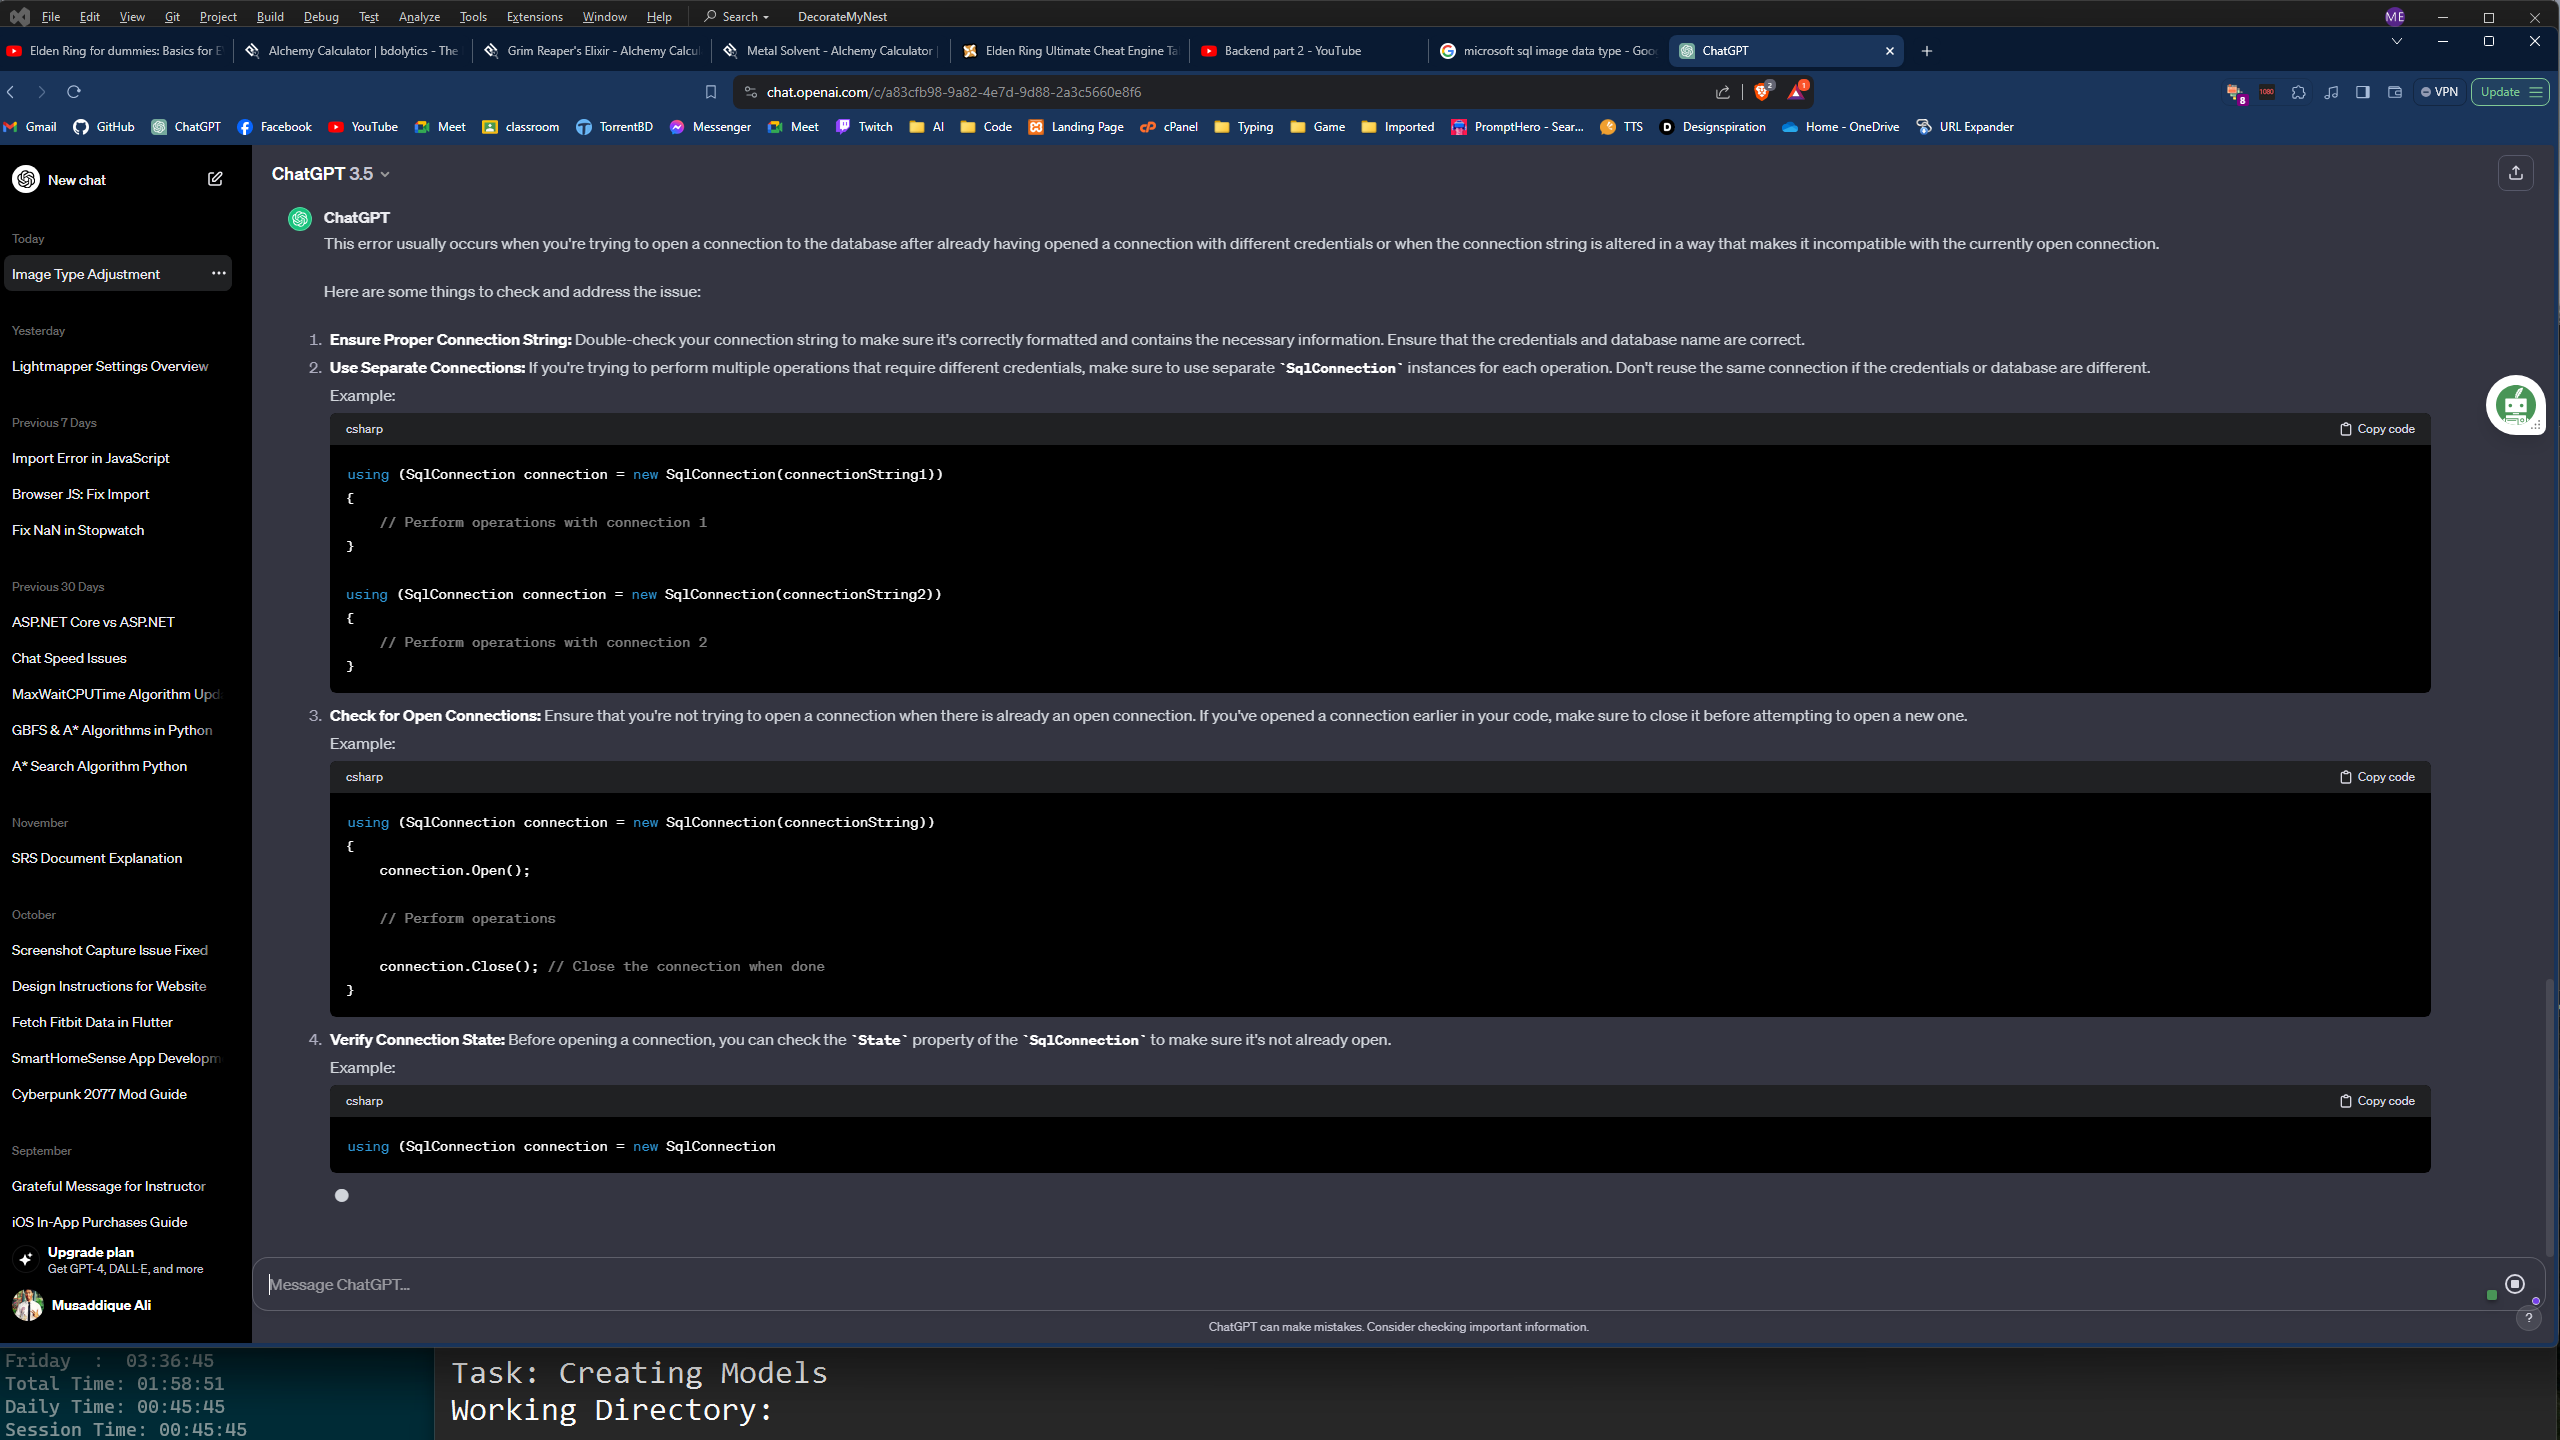 File Edit View Git Project Build Debug Test Analyze Tools Extensions Window Help Search DecorateMyNest ME
Elden Ring for dummies: Basics for E
Alchemy Calculator | bdolytics - The
Grim Reaper's Elixir - Alchemy Calcu
Metal Solvent - Alchemy Calculator |
Elden Ring Ultimate Cheat Engine Ta
Backend part 2 - YouTube
microsoft sql image data type - Goo
ChatGPT
chat.openai.com/c/a83cfb98-9a82-4e7d-9d88-2a3c5660e8f6
2
1
8
1080
VPN
Update
Gmail GitHub ChatGPT Facebook YouTube Meet classroom TorrentBD Messenger Meet Twitch AI Code Landing Page cPanel Typing Game Imported PromptHero - Sear... TTS Designspiration Home - OneDrive URL Expander
New chat
Today
Image Type Adjustment
Yesterday
Lightmapper Settings Overview
Previous 7 Days
Import Error in JavaScript
Browser JS: Fix Import
Fix NaN in Stopwatch
Previous 30 Days
ASP.NET Core vs ASP.NET
Chat Speed Issues
MaxWaitCPUTime Algorithm Upd
GBFS & A* Algorithms in Python
A* Search Algorithm Python
November
SRS Document Explanation
October
Screenshot Capture Issue Fixed
Design Instructions for Website
Fetch Fitbit Data in Flutter
SmartHomeSense App Developm
Cyberpunk 2077 Mod Guide
September
Grateful Message for Instructor
iOS In-App Purchases Guide
Upgrade plan
Get GPT-4, DALL·E, and more
Musaddique Ali
ChatGPT 3.5
ChatGPT
This error usually occurs when you're trying to open a connection to the database after already having opened a connection with different credentials or when the connection string is altered in a way that makes it incompatible with the currently open connection.
Here are some things to check and address the issue:
1. Ensure Proper Connection String: Double-check your connection string to make sure it's correctly formatted and contains the necessary information. Ensure that the credentials and database name are correct.
2. Use Separate Connections: If you're trying to perform multiple operations that require different credentials, make sure to use separate `SqlConnection` instances for each operation. Don't reuse the same connection if the credentials or database are different.
Example:
csharp
Copy code
using (SqlConnection connection = new SqlConnection(connectionString1))
{
// Perform operations with connection 1
}
using (SqlConnection connection = new SqlConnection(connectionString2))
{
// Perform operations with connection 2
}
3. Check for Open Connections: Ensure that you're not trying to open a connection when there is already an open connection. If you've opened a connection earlier in your code, make sure to close it before attempting to open a new one.
Example:
csharp
Copy code
using (SqlConnection connection = new SqlConnection(connectionString))
{
connection.Open();
// Perform operations
connection.Close(); // Close the connection when done
}
4. Verify Connection State: Before opening a connection, you can check the `State` property of the `SqlConnection` to make sure it's not already open.
Example:
csharp
Copy code
using (SqlConnection connection = new SqlConnection
Message ChatGPT...
ChatGPT can make mistakes. Consider checking important information.
?
Friday : 03:36:45
Total Time: 01:58:51
Daily Time: 00:45:45
Session Time: 00:45:45
Task: Creating Models
Working Directory: